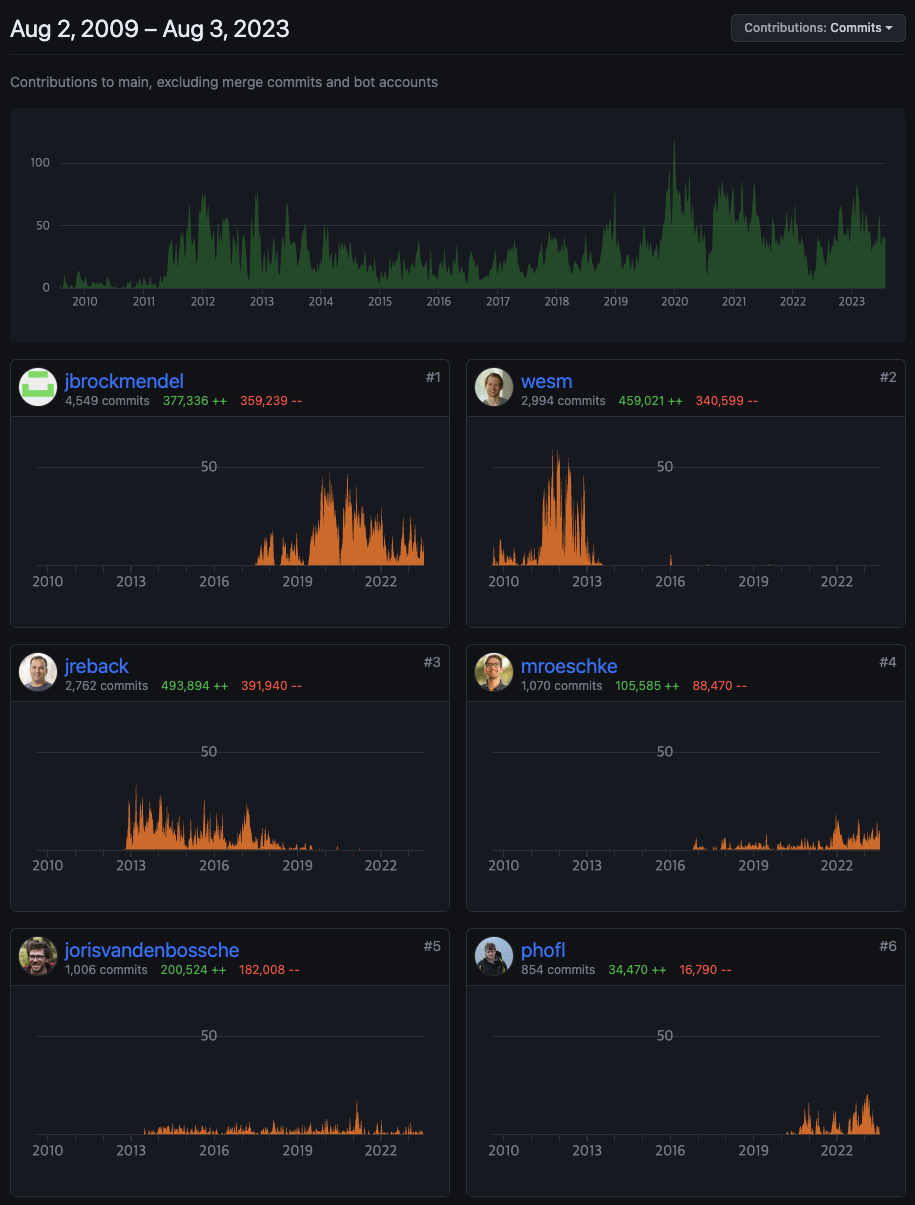 Aug 2, 2009 – Aug 3, 2023
Contributions: Commits
Contributions to main, excluding merge commits and bot accounts
100
50
0
2010 2011 2012 2013 2014 2015 2016 2017 2018 2019 2020 2021 2022 2023
jbrockmendel #1
4,549 commits 377,336 ++ 359,239 --
50
2010 2013 2016 2019 2022
wesm #2
2,994 commits 459,021 ++ 340,599 --
50
2010 2013 2016 2019 2022
jreback #3
2,762 commits 493,894 ++ 391,940 --
50
2010 2013 2016 2019 2022
mroeschke #4
1,070 commits 105,585 ++ 88,470 --
50
2010 2013 2016 2019 2022
jorisvandenbossche #5
1,006 commits 200,524 ++ 182,008 --
50
2010 2013 2016 2019 2022
phofl #6
854 commits 34,470 ++ 16,790 --
50
2010 2013 2016 2019 2022